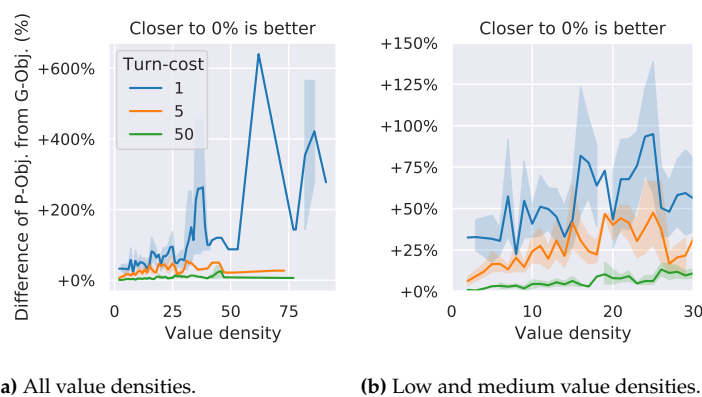 Closer to 0% is better
Difference of P-Obj. from G-Obj. (%)
+600%
+400%
+200%
+0%
Turn-cost
1
5
50
0 25 50 75
Value density
a) All value densities.
Closer to 0% is better
+150%
+125%
+100%
+75%
+50%
+25%
+0%
0 10 20 30
Value density
(b) Low and medium value densities.